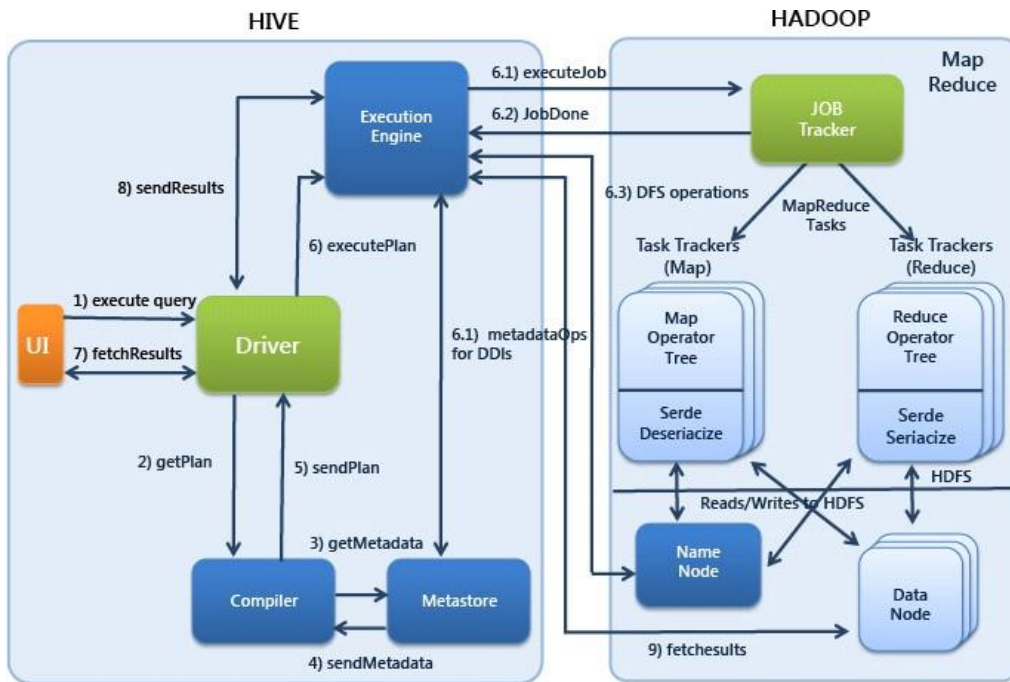 HIVE
HADOOP
Map
Reduce
6.1) executeJob
Execution
Engine
6.2) JobDone
JOB
Tracker
8) sendResults
6.3) DFS operations
MapReduce
Tasks
6) executePlan
Task Trackers
(Map)
Task Trackers
(Reduce)
1) execute query
UI
Driver
7) fetchResults
6.1) metadataOps
for DDIs
Map
Operator
Tree
Reduce
Operator
Tree
Serde
Deseriacize
Serde
Seriacize
2) getPlan
5) sendPlan
HDFS
Reads/Writes to HDFS
3) getMetadata
Name
Node
Compiler
Metastore
Data
Node
4) sendMetadata
9) fetchesults